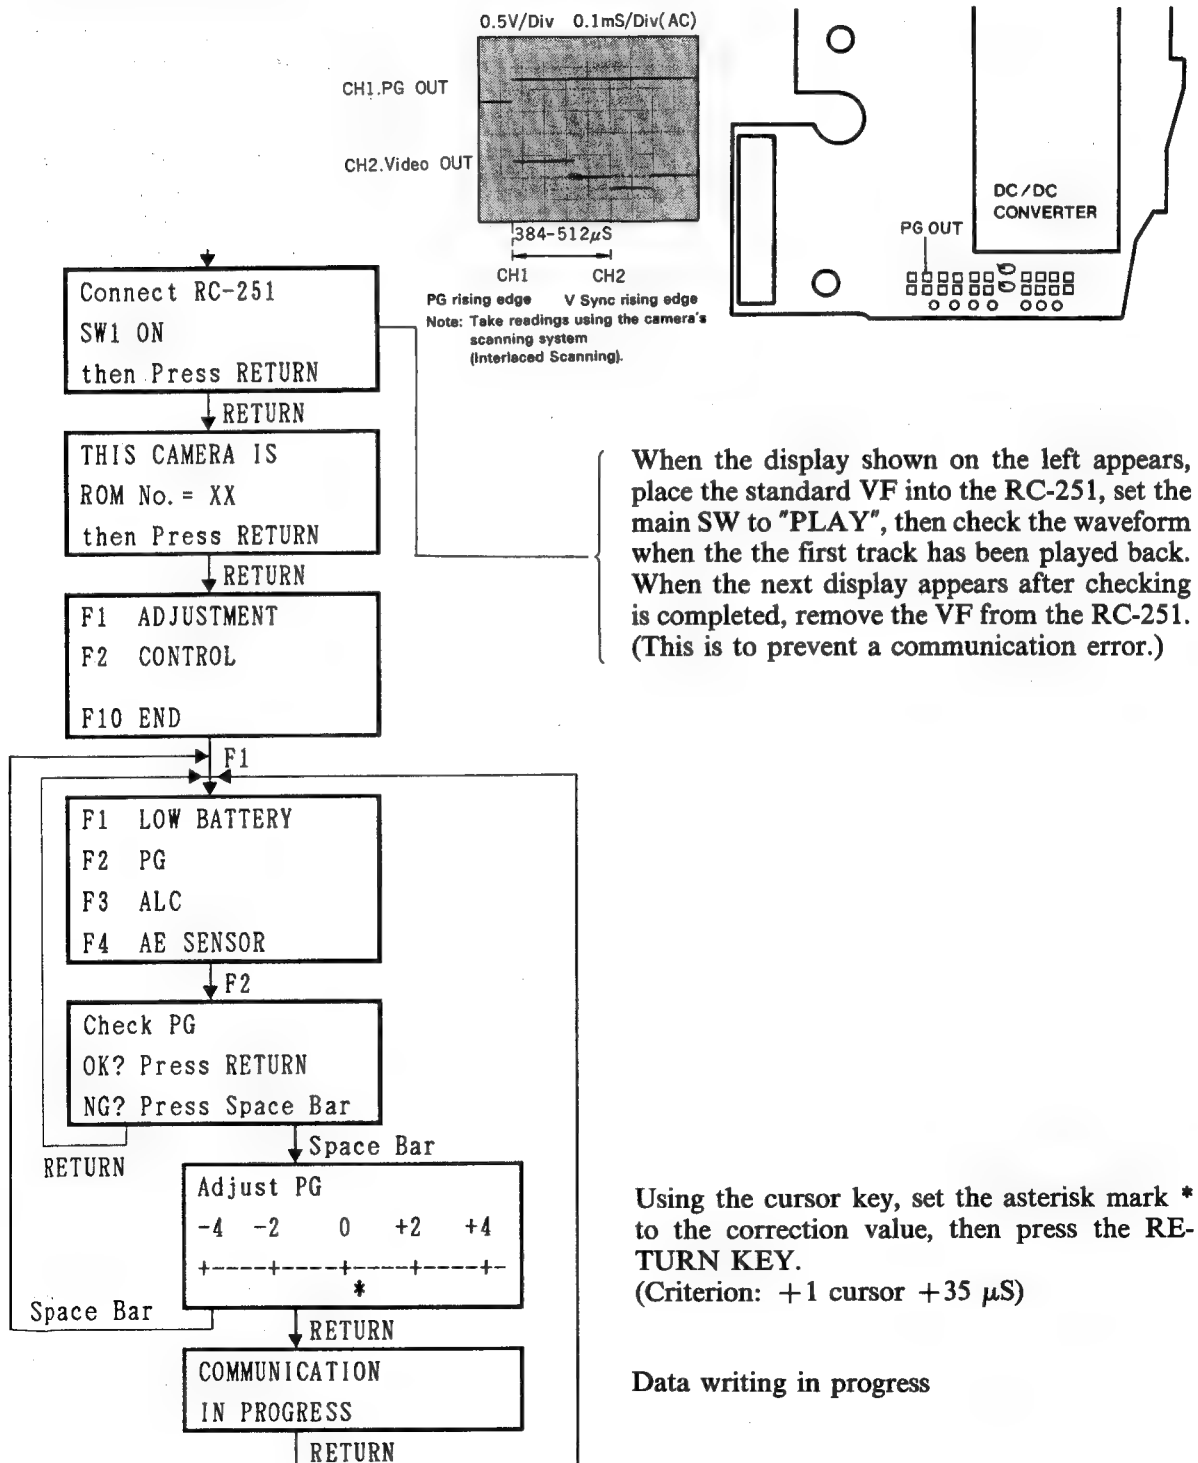 0.5V/Div 0.1mS/Div(AC)
CH1.PG OUT
CH2.Video OUT
384-512µS
CH1 CH2
PG rising edge V Sync rising edge
Note: Take readings using the camera's
scanning system
(Interlaced Scanning).
DC/DC
CONVERTER
PG OUT
Connect RC-251
SW1 ON
then Press RETURN
RETURN
THIS CAMERA IS
ROM No. = XX
then Press RETURN
RETURN
When the display shown on the left appears,
place the standard VF into the RC-251, set the
main SW to "PLAY", then check the waveform
when the the first track has been played back.
When the next display appears after checking
is completed, remove the VF from the RC-251.
(This is to prevent a communication error.)
F1 ADJUSTMENT
F2 CONTROL
F10 END
F1
F1 LOW BATTERY
F2 PG
F3 ALC
F4 AE SENSOR
F2
Check PG
OK? Press RETURN
NG? Press Space Bar
RETURN
Space Bar
Adjust PG
-4 -2 0 +2 +4
+----+----+----+----+-
*
Space Bar
RETURN
Using the cursor key, set the asterisk mark *
to the correction value, then press the RE-
TURN KEY.
(Criterion: +1 cursor +35 µS)
COMMUNICATION
IN PROGRESS
Data writing in progress
RETURN